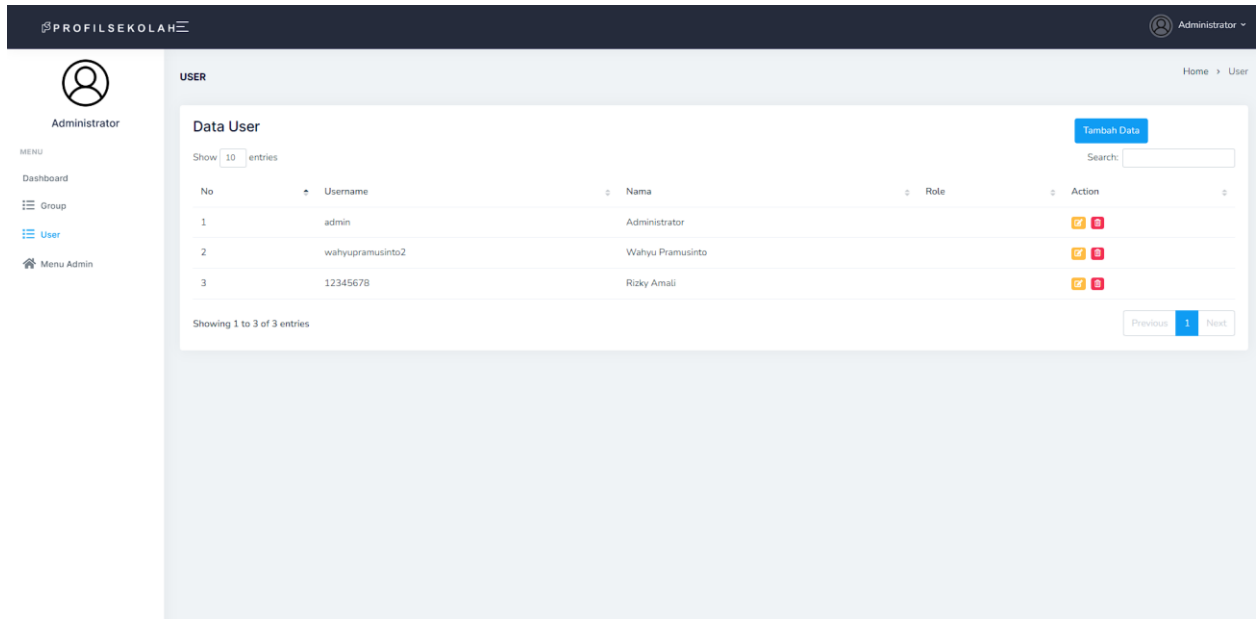 PROFILSEKOLAH
Administrator
Administrator
MENU
Dashboard
Group
User
Menu Admin
USER
Home > User
Data User
Tambah Data
Show 10 entries
Search:
No Username Nama Role Action
1 admin Administrator
2 wahyupramusinto2 Wahyu Pramusinto
3 12345678 Rizky Amali
Showing 1 to 3 of 3 entries
Previous 1 Next